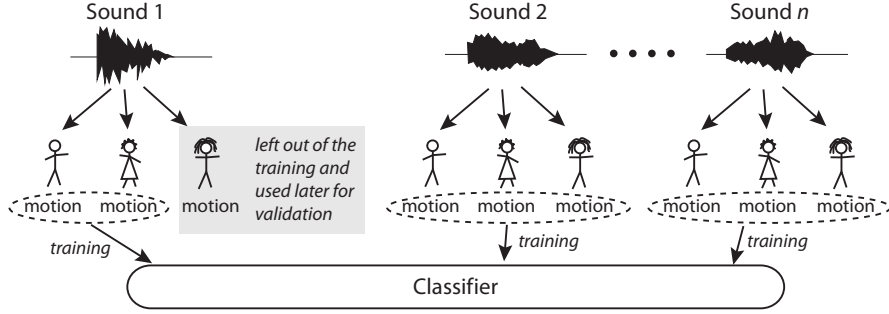 Sound 1
Sound 2
Sound n
left out of the
training and
used later for
validation
motion motion motion
motion motion motion
motion motion motion
training
training
training
Classifier